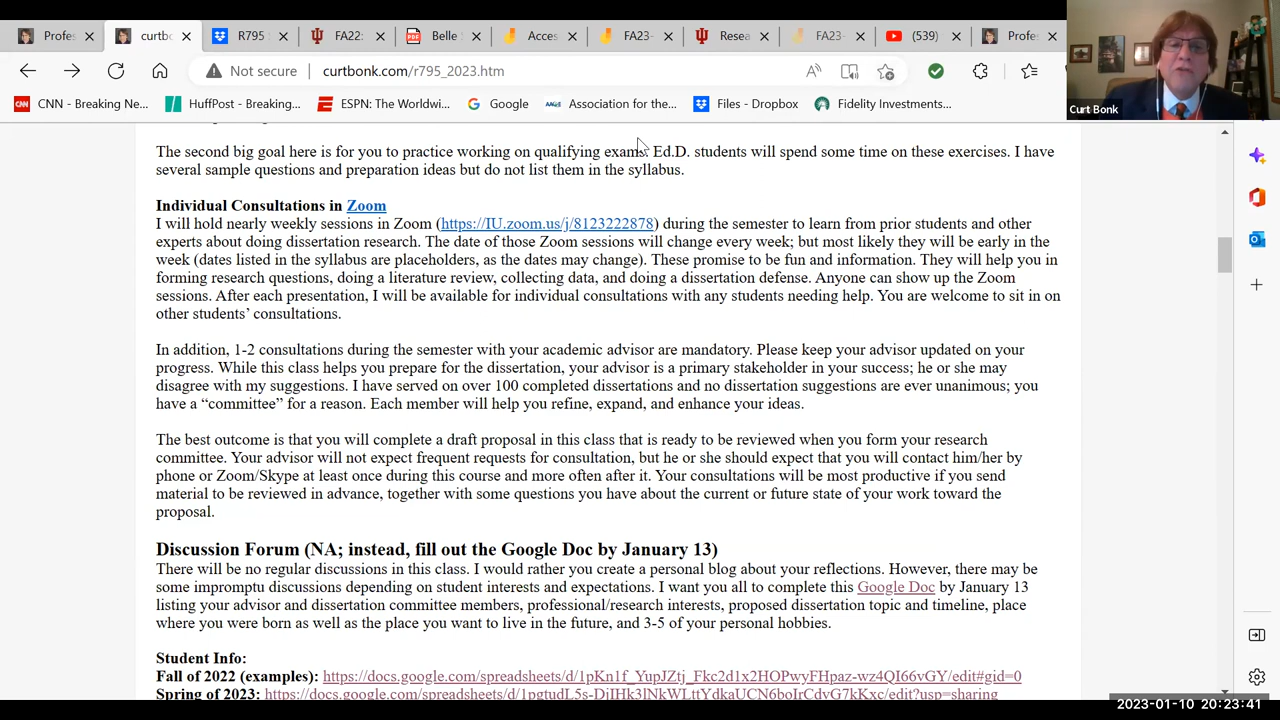 Profes
curtbo
R795
FA22:
Belle
Acces
FA23-
Resea
FA23-
(539)
Profes
Not secure
curtbonk.com/r795_2023.htm
CNN - Breaking Ne...
HuffPost - Breaking...
ESPN: The Worldwi...
Google
Association for the...
Files - Dropbox
Fidelity Investments...
Curt Bonk
The second big goal here is for you to practice working on qualifying exams. Ed.D. students will spend some time on these exercises. I have
several sample questions and preparation ideas but do not list them in the syllabus.
Individual Consultations in Zoom
I will hold nearly weekly sessions in Zoom (https://IU.zoom.us/j/8123222878) during the semester to learn from prior students and other
experts about doing dissertation research. The date of those Zoom sessions will change every week; but most likely they will be early in the
week (dates listed in the syllabus are placeholders, as the dates may change). These promise to be fun and information. They will help you in
forming research questions, doing a literature review, collecting data, and doing a dissertation defense. Anyone can show up the Zoom
sessions. After each presentation, I will be available for individual consultations with any students needing help. You are welcome to sit in on
other students’ consultations.
In addition, 1-2 consultations during the semester with your academic advisor are mandatory. Please keep your advisor updated on your
progress. While this class helps you prepare for the dissertation, your advisor is a primary stakeholder in your success; he or she may
disagree with my suggestions. I have served on over 100 completed dissertations and no dissertation suggestions are ever unanimous; you
have a “committee” for a reason. Each member will help you refine, expand, and enhance your ideas.
The best outcome is that you will complete a draft proposal in this class that is ready to be reviewed when you form your research
committee. Your advisor will not expect frequent requests for consultation, but he or she should expect that you will contact him/her by
phone or Zoom/Skype at least once during this course and more often after it. Your consultations will be most productive if you send
material to be reviewed in advance, together with some questions you have about the current or future state of your work toward the
proposal.
Discussion Forum (NA; instead, fill out the Google Doc by January 13)
There will be no regular discussions in this class. I would rather you create a personal blog about your reflections. However, there may be
some impromptu discussions depending on student interests and expectations. I want you all to complete this Google Doc by January 13
listing your advisor and dissertation committee members, professional/research interests, proposed dissertation topic and timeline, place
where you were born as well as the place you want to live in the future, and 3-5 of your personal hobbies.
Student Info:
Fall of 2022 (examples): https://docs.google.com/spreadsheets/d/1pKn1f_YupJZtj_Fkc2d1x2HOPwyFHpaz-wz4QI66vGY/edit#gid=0
Spring of 2023: https://docs.google.com/spreadsheets/d/1pgtudL5s-DjIHk3lNkWLttYdkaUCN6boIrCdvG7kKxc/edit?usp=sharing
2023-01-10 20:23:41